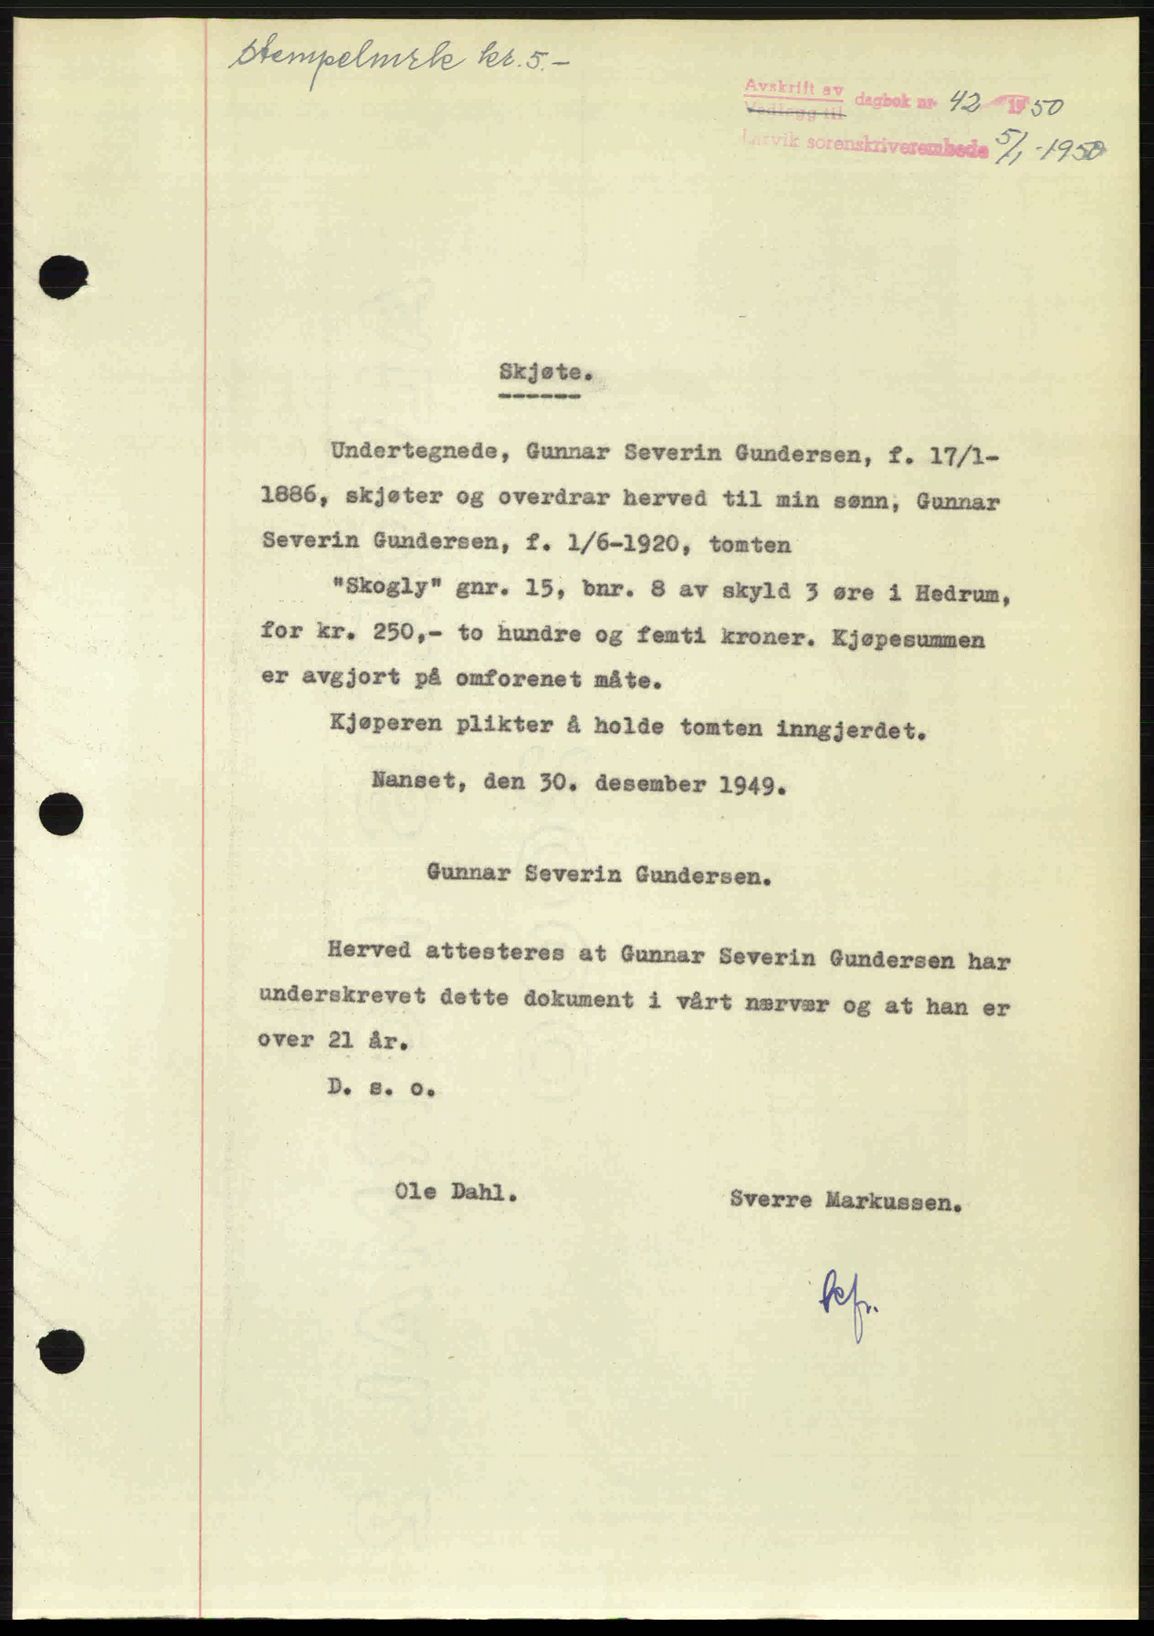 Stempelmrk kr. 5.-
Avskrift av
Vedlegg til
dagbok nr. 42 1950
Larvik sorenskriverembede 5/1-1950
Skjøte.
Undertegnede, Gunnar Severin Gundersen, f. 17/1-
1886, skjøter og overdrar herved til min sønn, Gunnar
Severin Gundersen, f. 1/6-1920, tomten
"Skogly" gnr. 15, bnr. 8 av skyld 3 øre i Hedrum,
for kr. 250,- to hundre og femti kroner. Kjøpesummen
er avgjort på omforenet måte.
Kjøperen plikter å holde tomten inngjerdet.
Nanset, den 30. desember 1949.
Gunnar Severin Gundersen.
Herved attesteres at Gunnar Severin Gundersen har
underskrevet dette dokument i vårt nærvær og at han er
over 21 år.
D. s. o.
Ole Dahl.
Sverre Markussen.